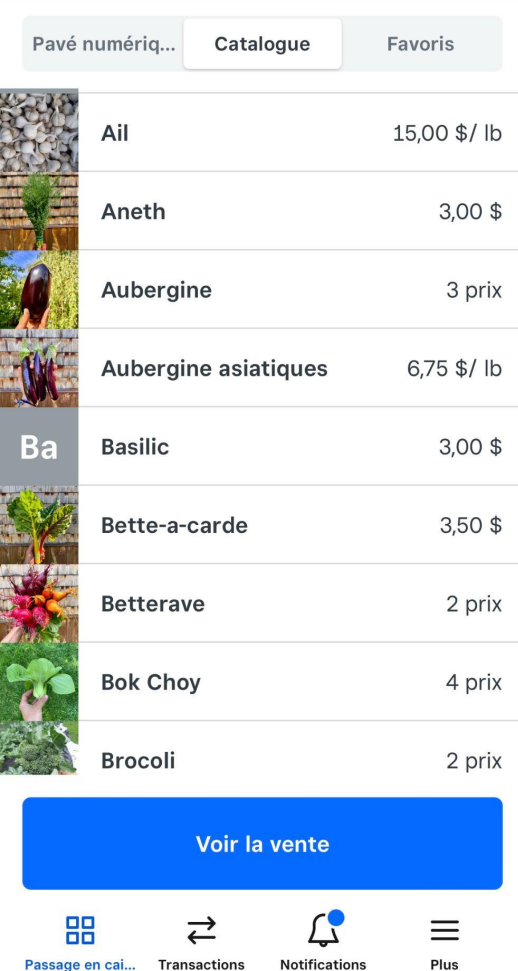 Pavé numériq...
Catalogue
Favoris
Ail
15,00 $/ lb
Aneth
3,00 $
Aubergine
3 prix
Aubergine asiatiques
6,75 $/ lb
Ba
Basilic
3,00 $
Bette-a-carde
3,50 $
Betterave
2 prix
Bok Choy
4 prix
Brocoli
2 prix
Voir la vente
Passage en cai...
Transactions
Notifications
Plus